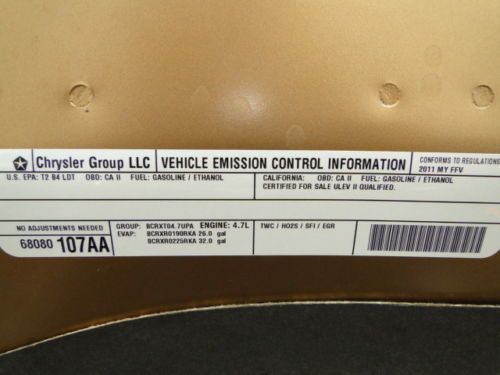 Chrysler Group LLC VEHICLE EMISSION CONTROL INFORMATION CONFORMS TO REGULATIONS
2011 MY FFV
U.S. EPA: T2 B4 LDT OBD: CA II FUEL: GASOLINE / ETHANOL CALIFORNIA: OBD: CA II FUEL: GASOLINE / ETHANOL
CERTIFIED FOR SALE ULEV II QUALIFIED.
NO ADJUSTMENTS NEEDED GROUP: BCRXT04.7UPA ENGINE: 4.7L TWC / HO2S / SFI / EGR
EVAP: BCRXR0190RKA 26.0 gal
68080 107AA BCRXR0225RKA 32.0 gal